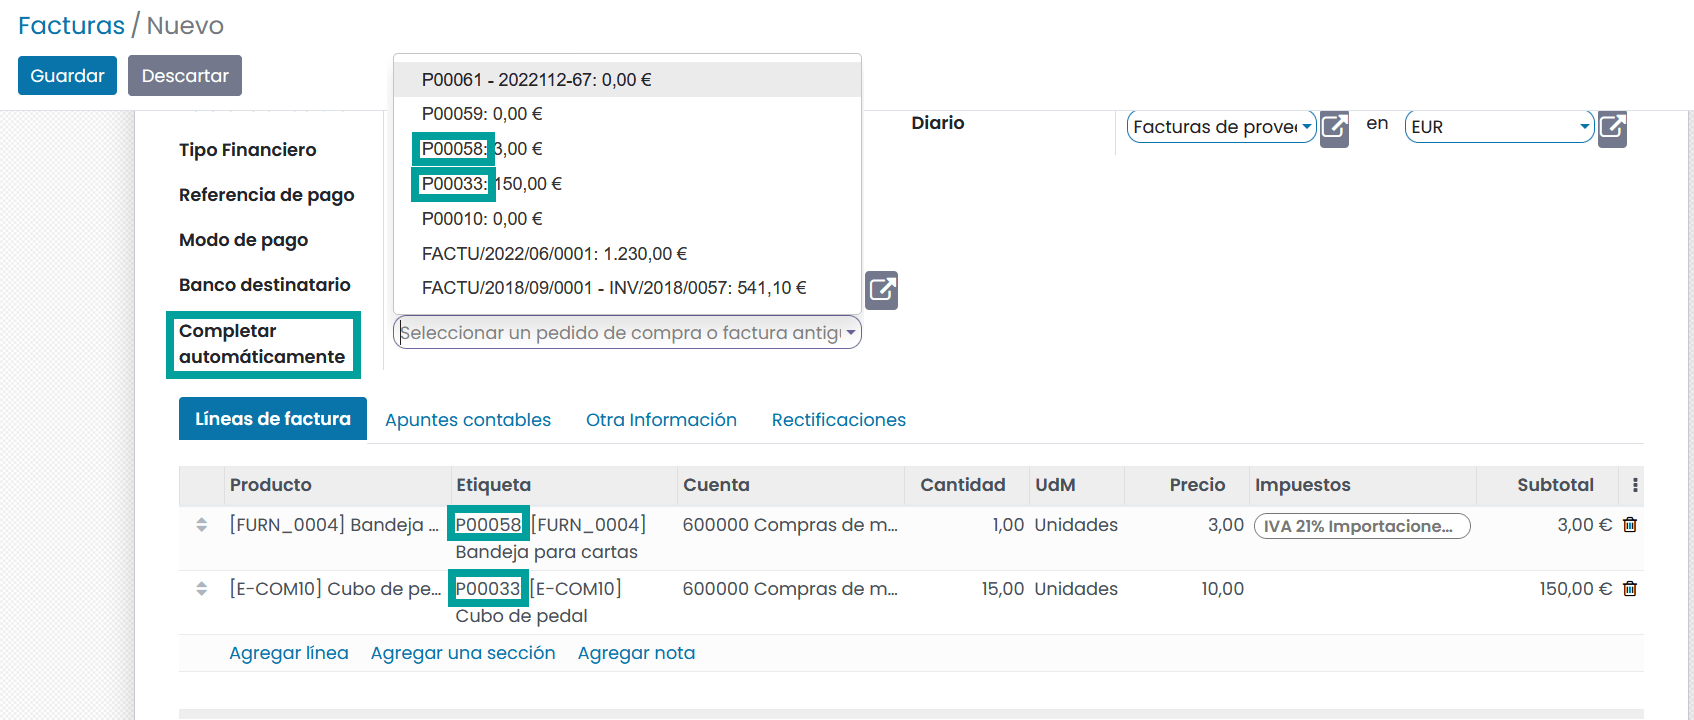 Facturas / Nuevo
Guardar Descartar
P00061 - 2022112-67: 0,00 €
P00059: 0,00 €
P00058: 3,00 €
P00033: 150,00 €
P00010: 0,00 €
FACTU/2022/06/0001: 1.230,00 €
FACTU/2018/09/0001 - INV/2018/0057: 541,10 €
Diario Facturas de provee en EUR
Tipo Financiero
Referencia de pago
Modo de pago
Banco destinatario
Completar
automáticamente
Seleccionar un pedido de compra o factura antig
Líneas de factura Apuntes contables Otra Información Rectificaciones
Producto Etiqueta Cuenta Cantidad UdM Precio Impuestos Subtotal
[FURN_0004] Bandeja ... P00058 [FURN_0004] 600000 Compras de m... 1,00 Unidades 3,00 IVA 21% Importacione... 3,00 €
Bandeja para cartas
[E-COM10] Cubo de pe... P00033 [E-COM10] 600000 Compras de m... 15,00 Unidades 10,00 150,00 €
Cubo de pedal
Agregar línea Agregar una sección Agregar nota